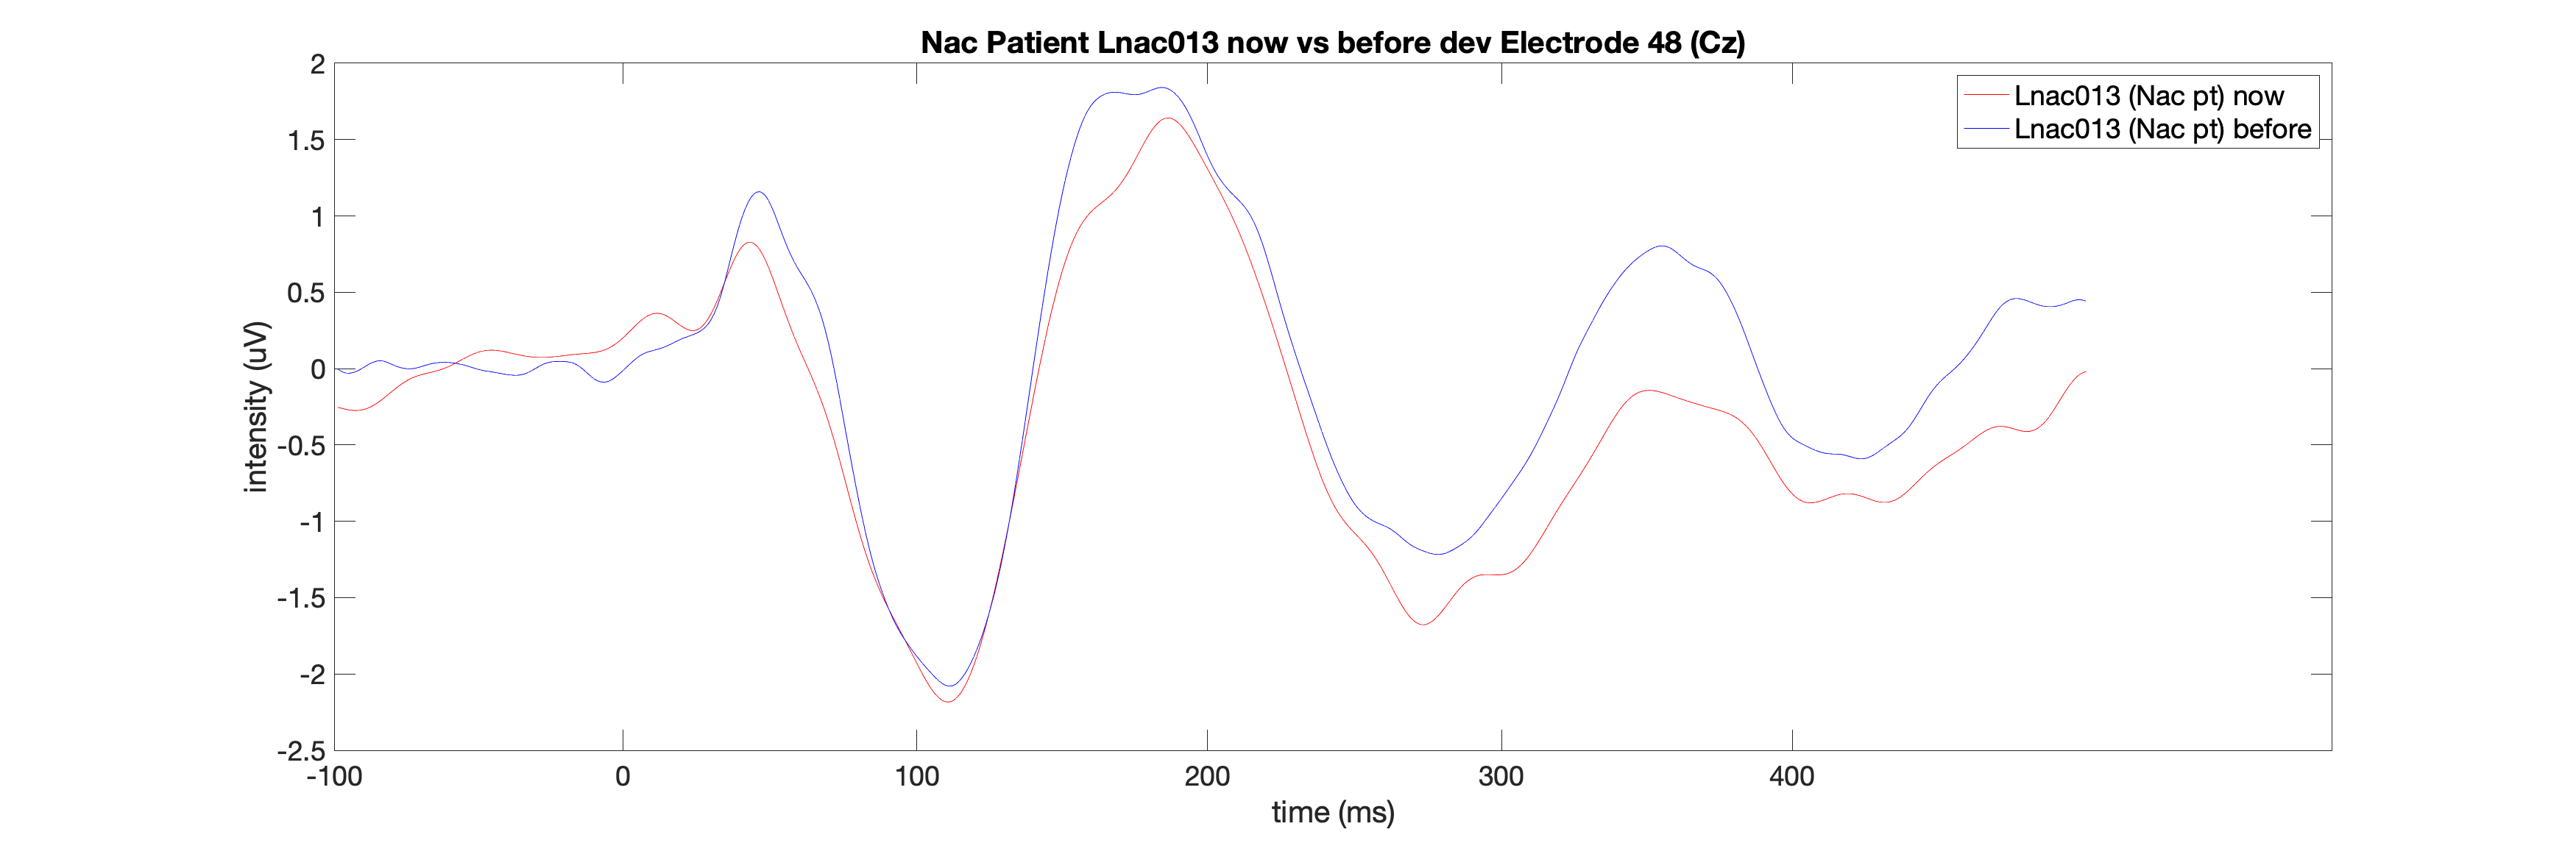 Nac Patient Lnac013 now vs before dev Electrode 48 (Cz)
Lnac013 (Nac pt) now
Lnac013 (Nac pt) before
intensity (uV)
2
1.5
1
0.5
0
-0.5
-1
-1.5
-2
-2.5
-100 0 100 200 300 400
time (ms)